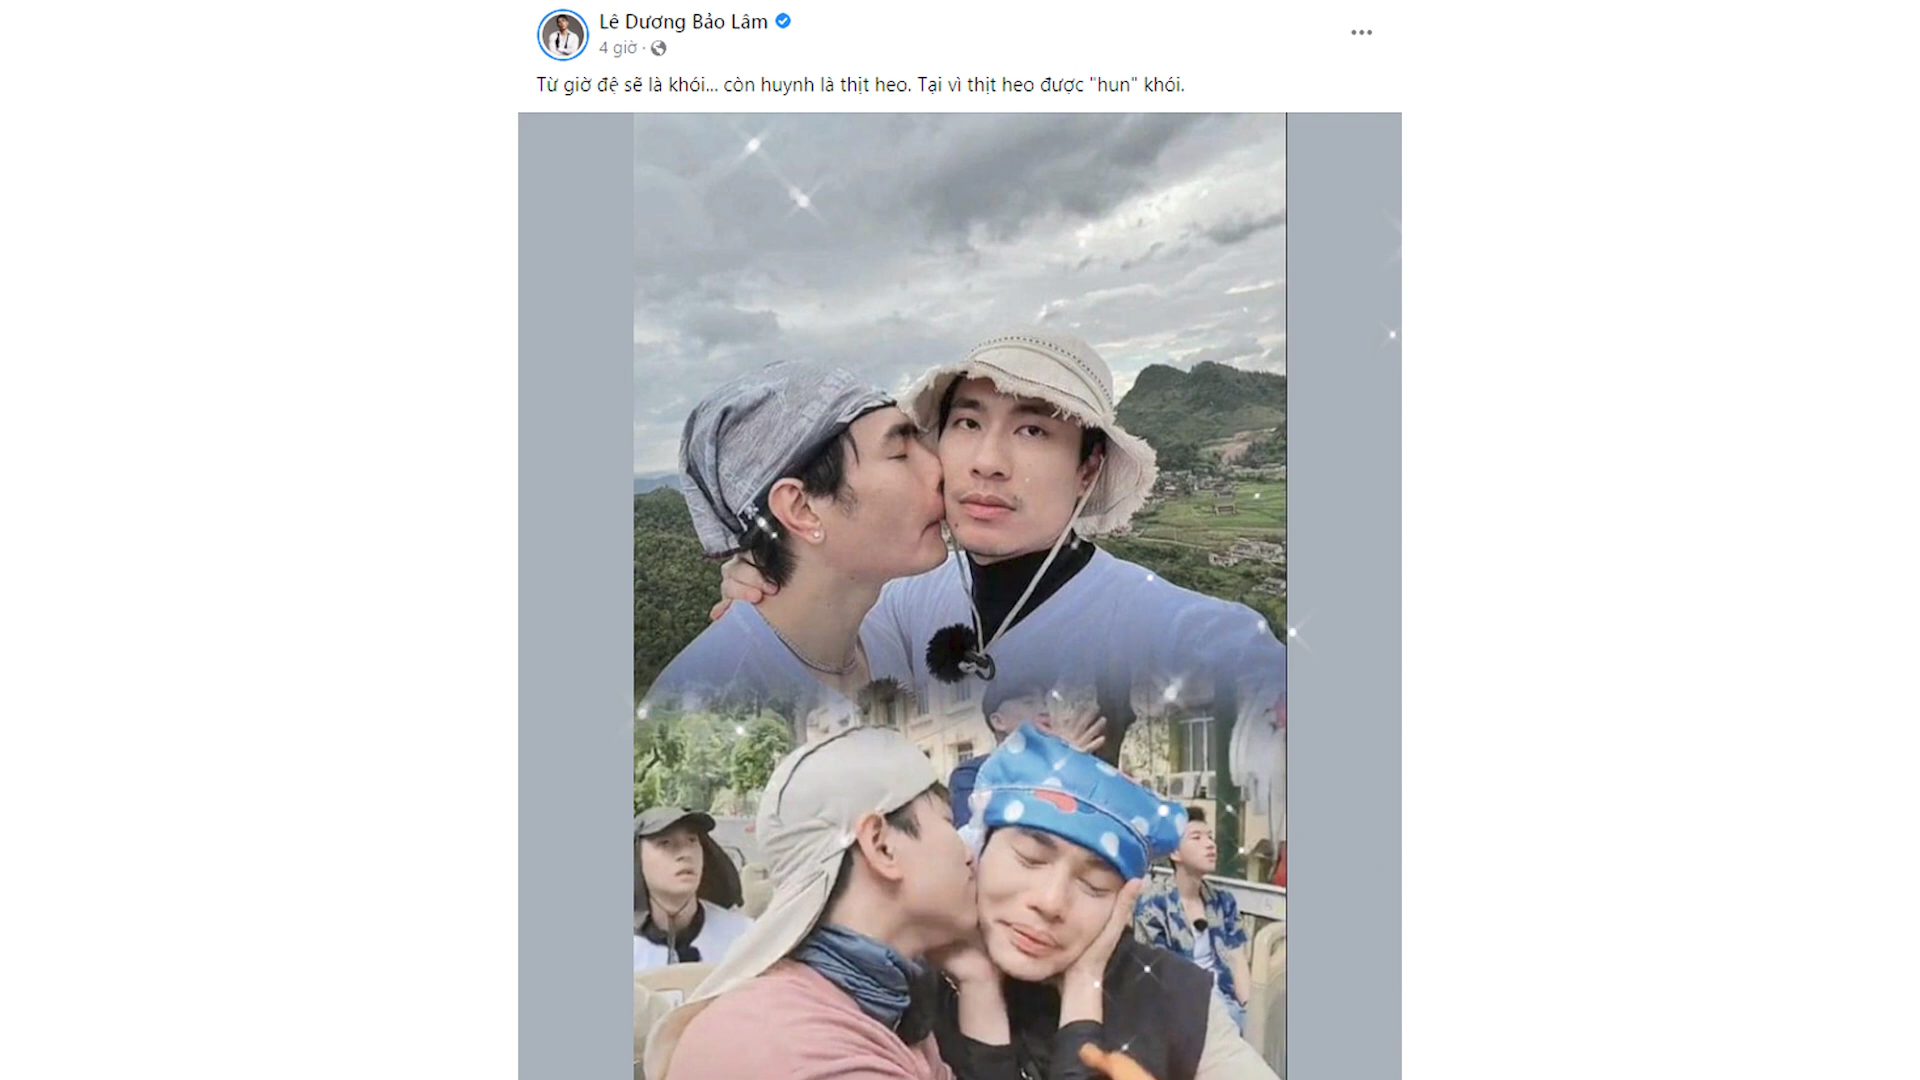 Lê Dương Bảo Lâm
4 giờ ·
Từ giờ đệ sẽ là khói... còn huynh là thịt heo. Tại vì thịt heo được "hun" khói.